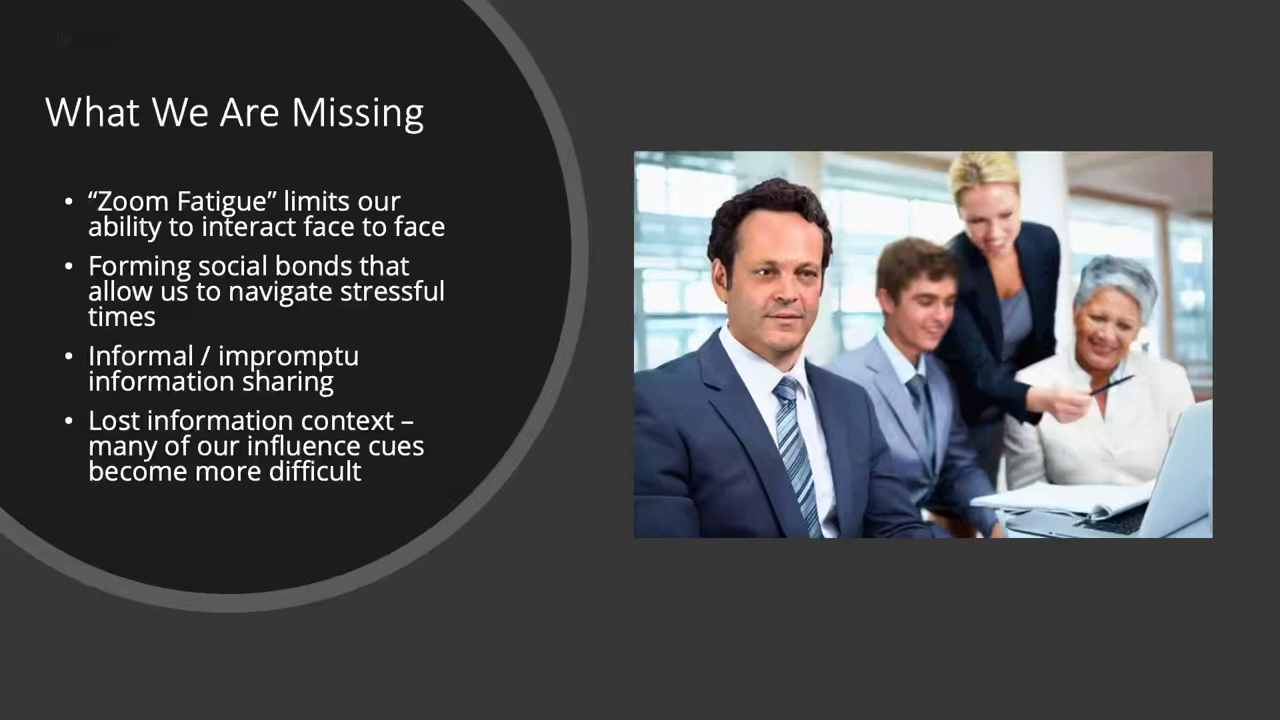 What We Are Missing
• “Zoom Fatigue” limits our
ability to interact face to face
• Forming social bonds that
allow us to navigate stressful
times
• Informal / impromptu
information sharing
• Lost information context –
many of our influence cues
become more difficult